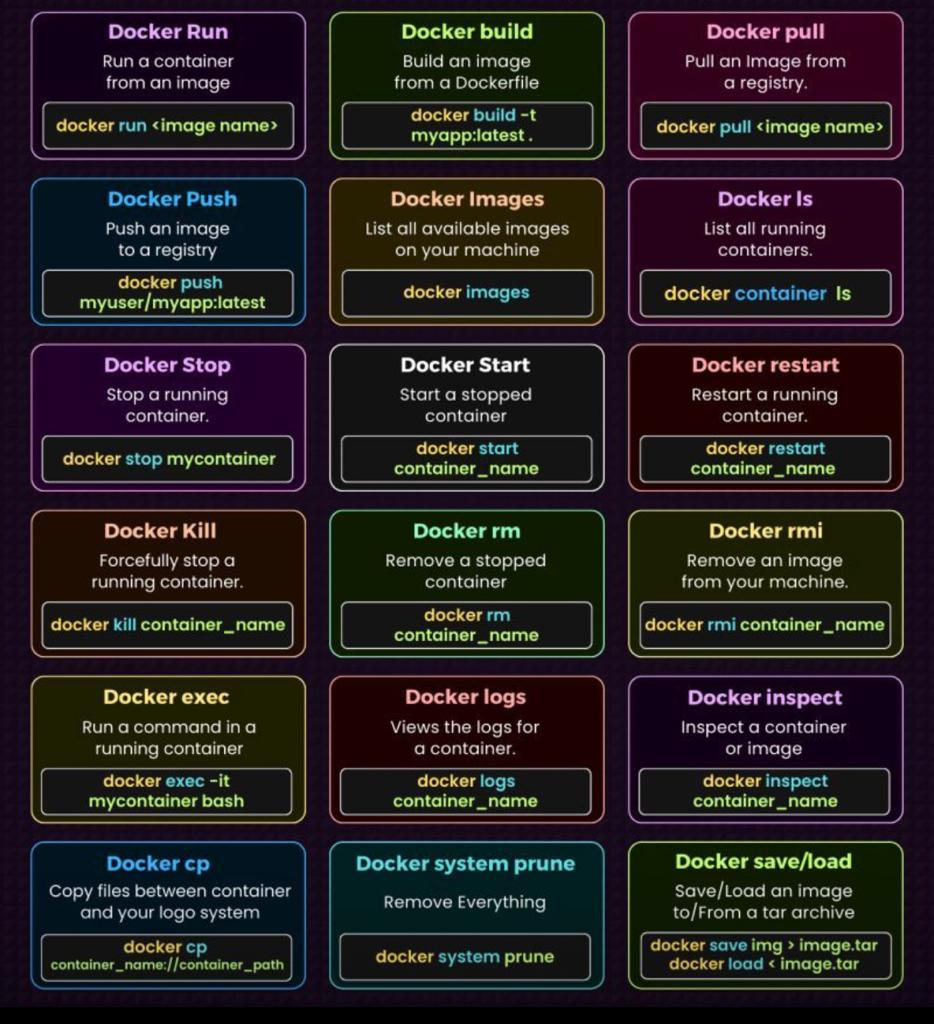 Docker Run
Run a container
from an image
docker run <image name>
Docker build
Build an image
from a Dockerfile
docker build -t
myapp:latest .
Docker pull
Pull an Image from
a registry.
docker pull <image name>
Docker Push
Push an image
to a registry
docker push
myuser/myapp:latest
Docker Images
List all available images
on your machine
docker images
Docker ls
List all running
containers.
docker container ls
Docker Stop
Stop a running
container.
docker stop mycontainer
Docker Start
Start a stopped
container
docker start
container_name
Docker restart
Restart a running
container.
docker restart
container_name
Docker Kill
Forcefully stop a
running container.
docker kill container_name
Docker rm
Remove a stopped
container
docker rm
container_name
Docker rmi
Remove an image
from your machine.
docker rmi container_name
Docker exec
Run a command in a
running container
docker exec -it
mycontainer bash
Docker logs
Views the logs for
a container.
docker logs
container_name
Docker inspect
Inspect a container
or image
docker inspect
container_name
Docker cp
Copy files between container
and your logo system
docker cp
container_name://container_path
Docker system prune
Remove Everything
docker system prune
Docker save/load
Save/Load an image
to/From a tar archive
docker save img > image.tar
docker load < image.tar